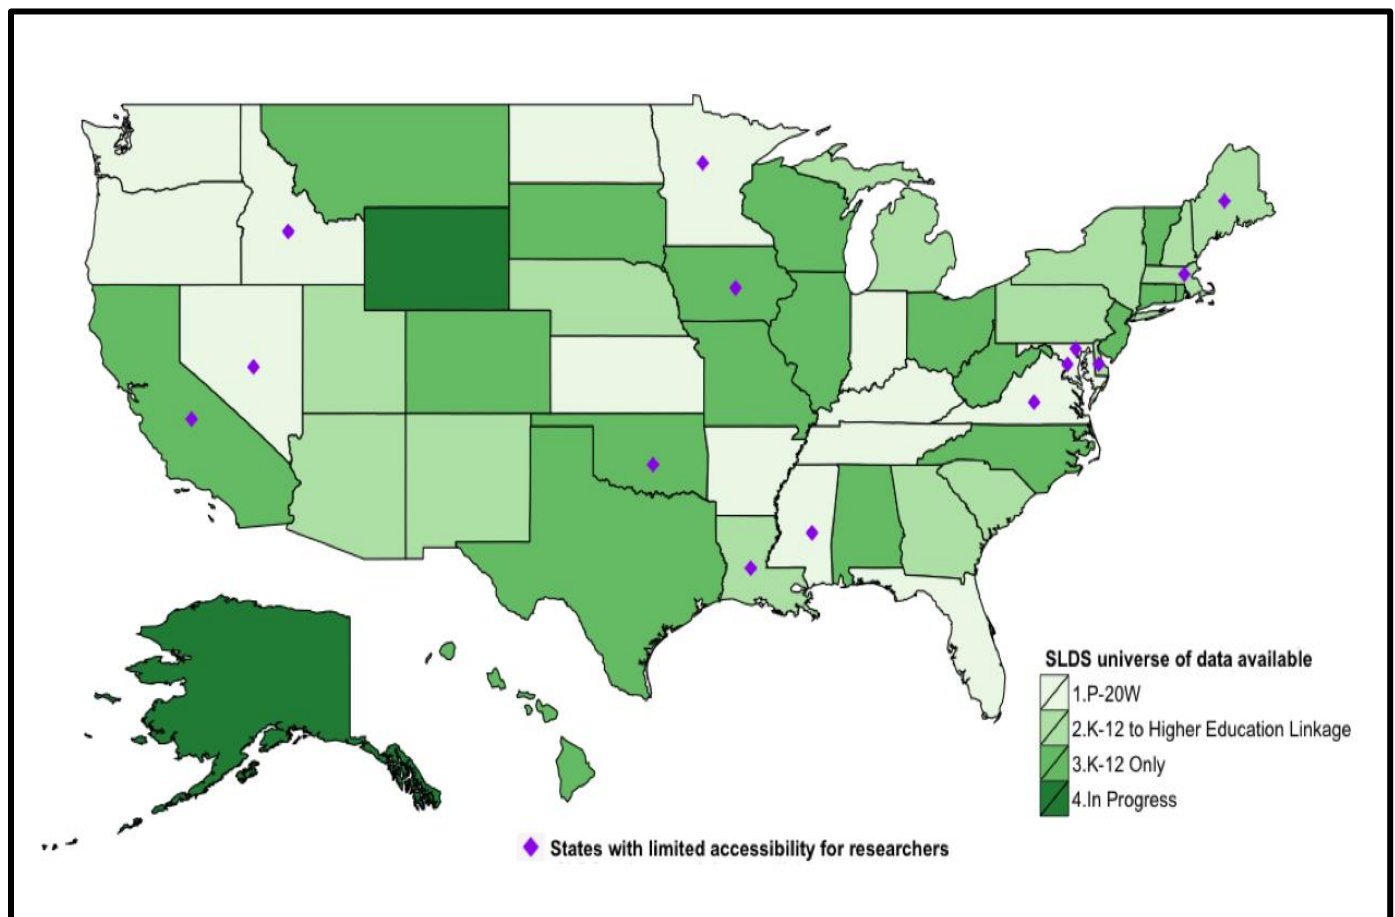 SLDS universe of data available
1.P-20W
2.K-12 to Higher Education Linkage
3.K-12 Only
4.In Progress
States with limited accessibility for researchers